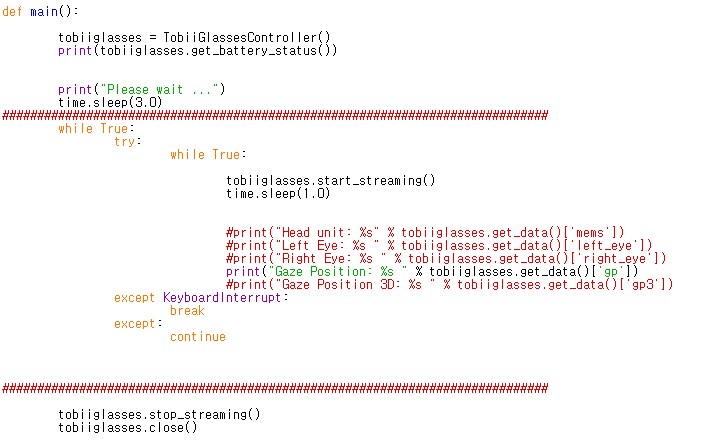 def main():
tobiiglasses = TobiiGlassesController()
print(tobiiglasses.get_battery_status())
print("Please wait ...")
time.sleep(3.0)
##############################################################################
while True:
try:
while True:
tobiiglasses.start_streaming()
time.sleep(1.0)
#print("Head unit: %s" % tobiiglasses.get_data()['mems'])
#print("Left Eye: %s " % tobiiglasses.get_data()['left_eye'])
#print("Right Eye: %s " % tobiiglasses.get_data()['right_eye'])
print("Gaze Position: %s " % tobiiglasses.get_data()['gp'])
#print("Gaze Position 3D: %s " % tobiiglasses.get_data()['gp3'])
except KeyboardInterrupt:
break
except:
continue
##############################################################################
tobiiglasses.stop_streaming()
tobiiglasses.close()